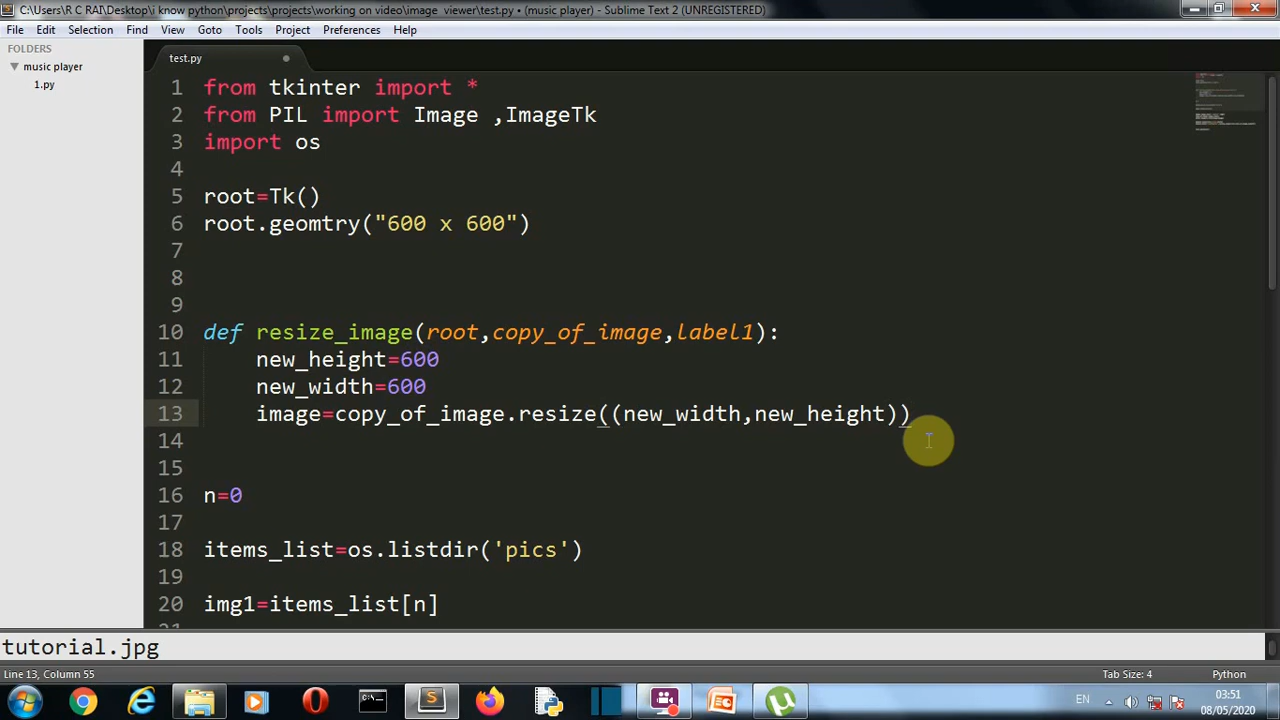 C:\Users\R C RAI\Desktop\i know python\projects\projects\working on video\image viewer\test.py • (music player) - Sublime Text 2 (UNREGISTERED)
File Edit Selection Find View Goto Tools Project Preferences Help
FOLDERS
music player
1.py
test.py
1 from tkinter import *
2 from PIL import Image ,ImageTk
3 import os
4
5 root=Tk()
6 root.geomtry("600 x 600")
7
8
9
10 def resize_image(root,copy_of_image,label1):
11 new_height=600
12 new_width=600
13 image=copy_of_image.resize((new_width,new_height))
14
15
16 n=0
17
18 items_list=os.listdir('pics')
19
20 img1=items_list[n]
tutorial.jpg
Line 13, Column 55
Tab Size: 4
Python
EN
03:51
08/05/2020